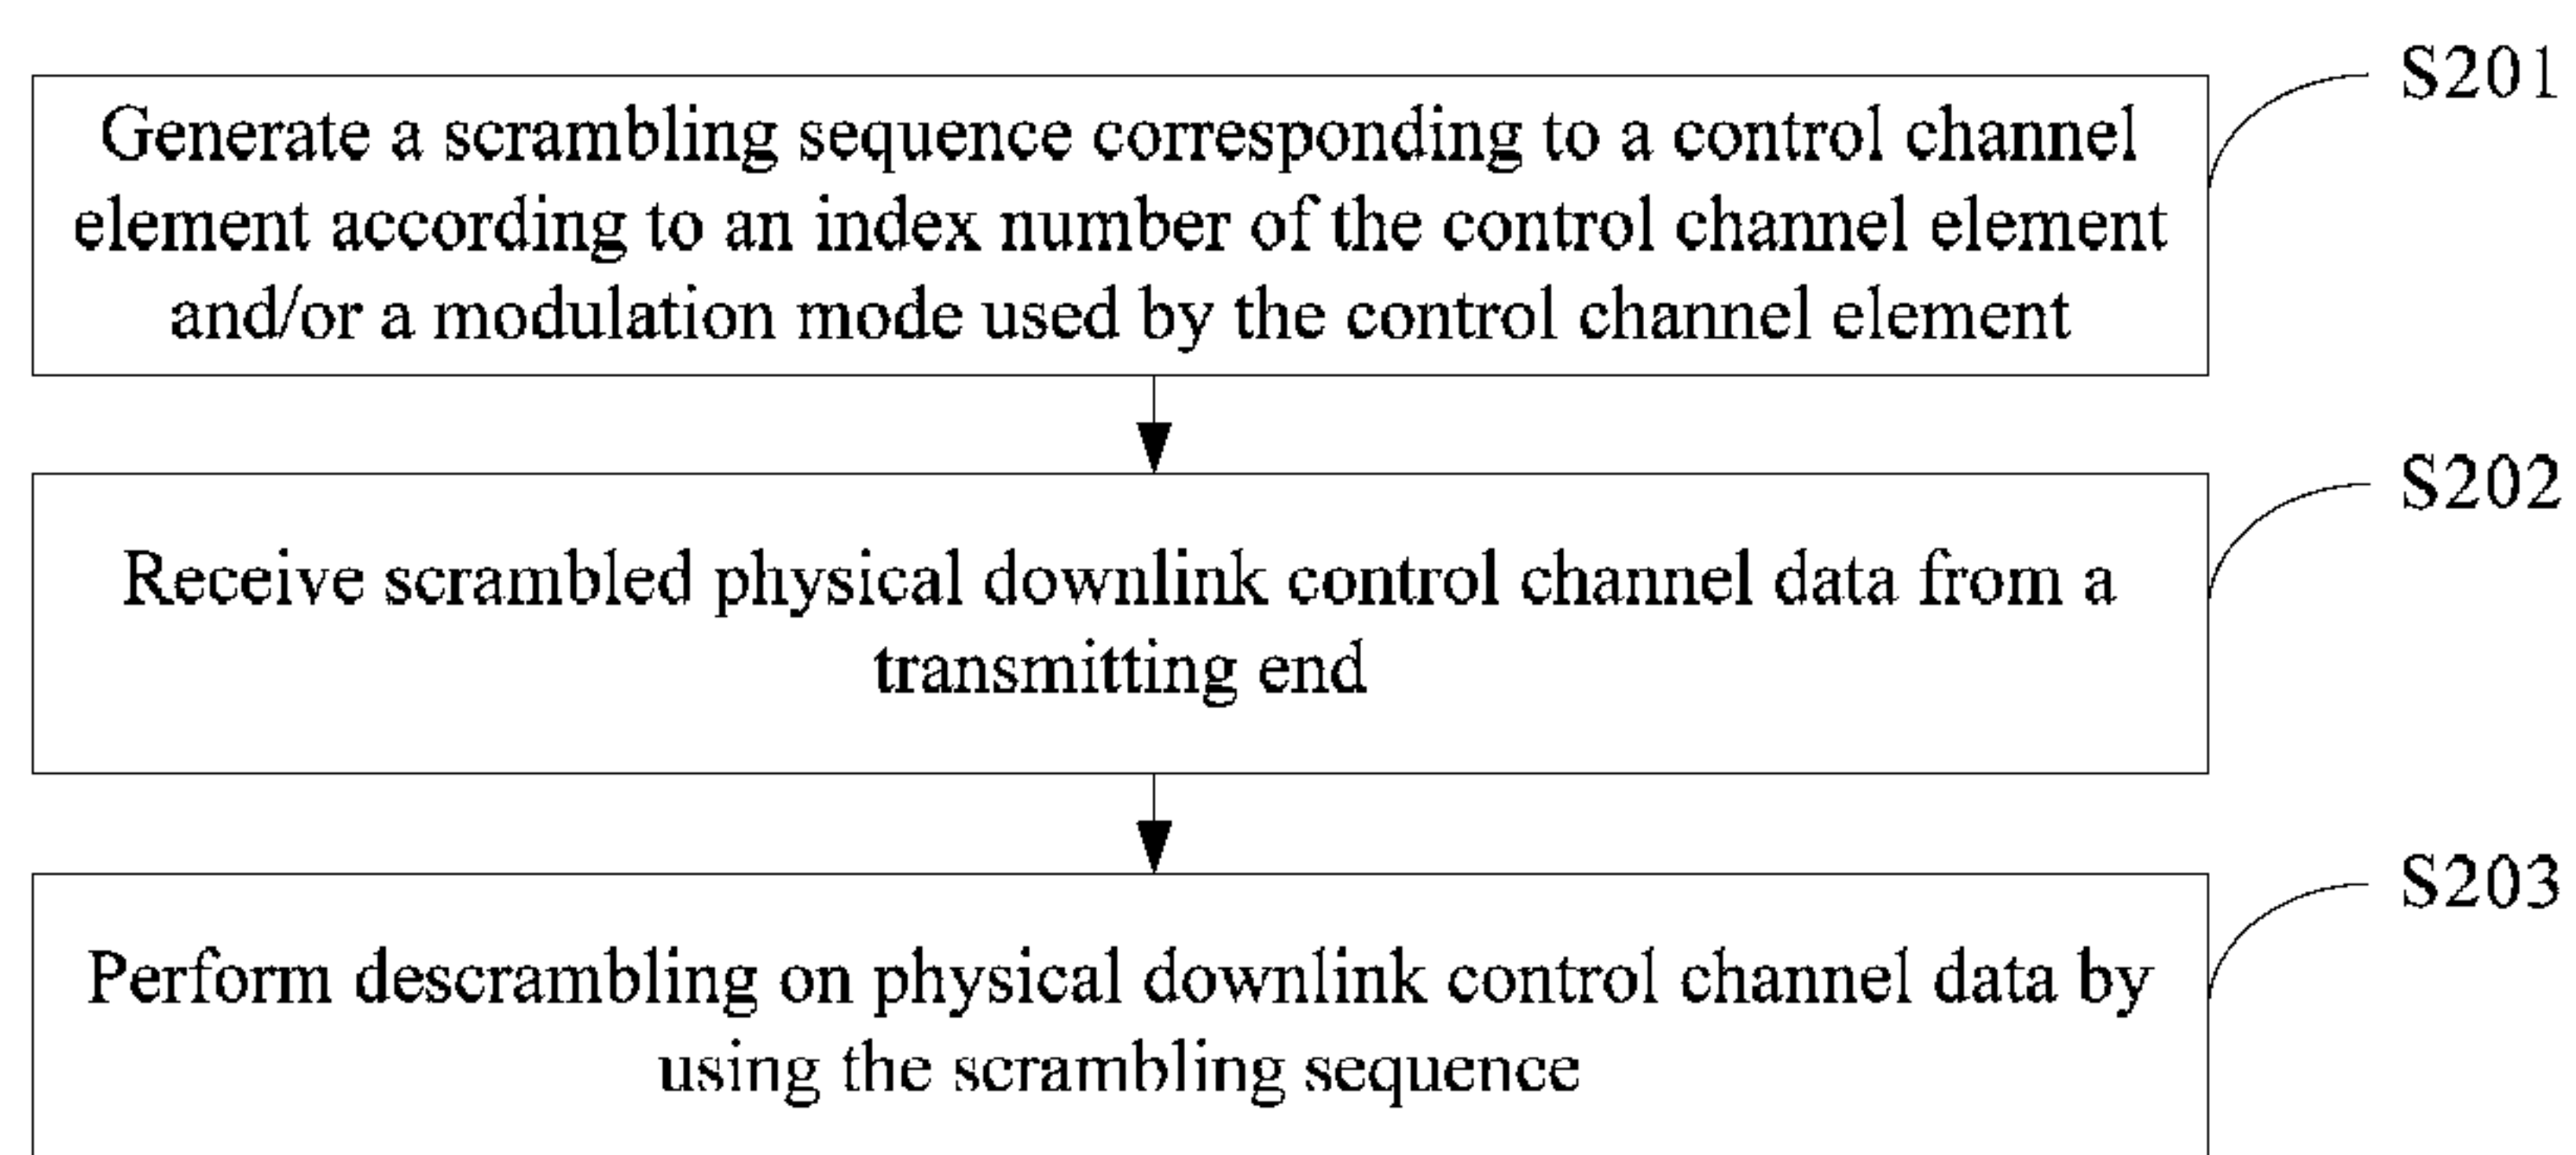 S201
Generate a scrambling sequence corresponding to a control channel
element according to an index number of the control channel element
and/or a modulation mode used by the control channel element
S202
Receive scrambled physical downlink control channel data from a
transmitting end
S203
Perform descrambling on physical downlink control channel data by
using the scrambling sequence